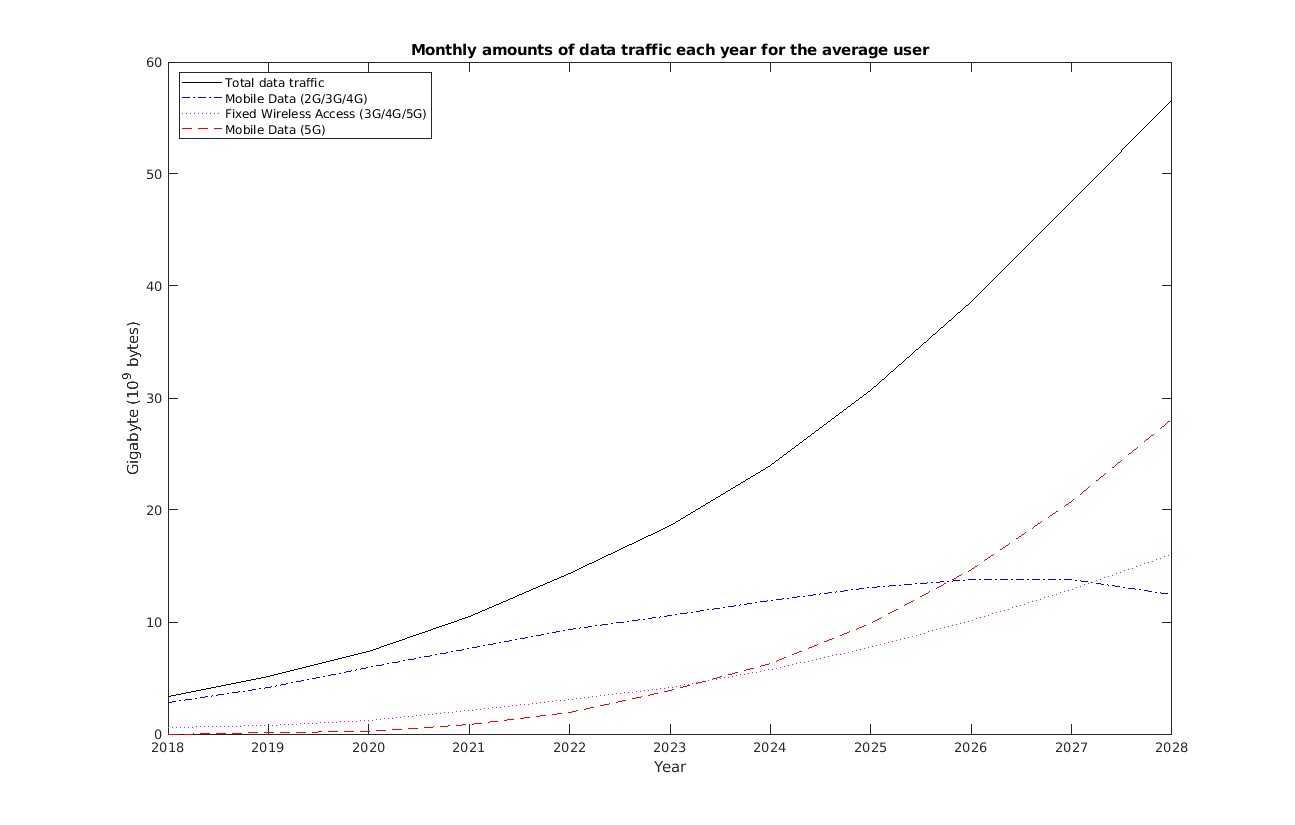 Monthly amounts of data traffic each year for the average user
60
Total data traffic
Mobile Data (2G/3G/4G)
Fixed Wireless Access (3G/4G/5G)
Mobile Data (5G)
50
40
30
20
10
0
Gigabyte (10⁹ bytes)
2018 2019 2020 2021 2022 2023 2024 2025 2026 2027 2028
Year